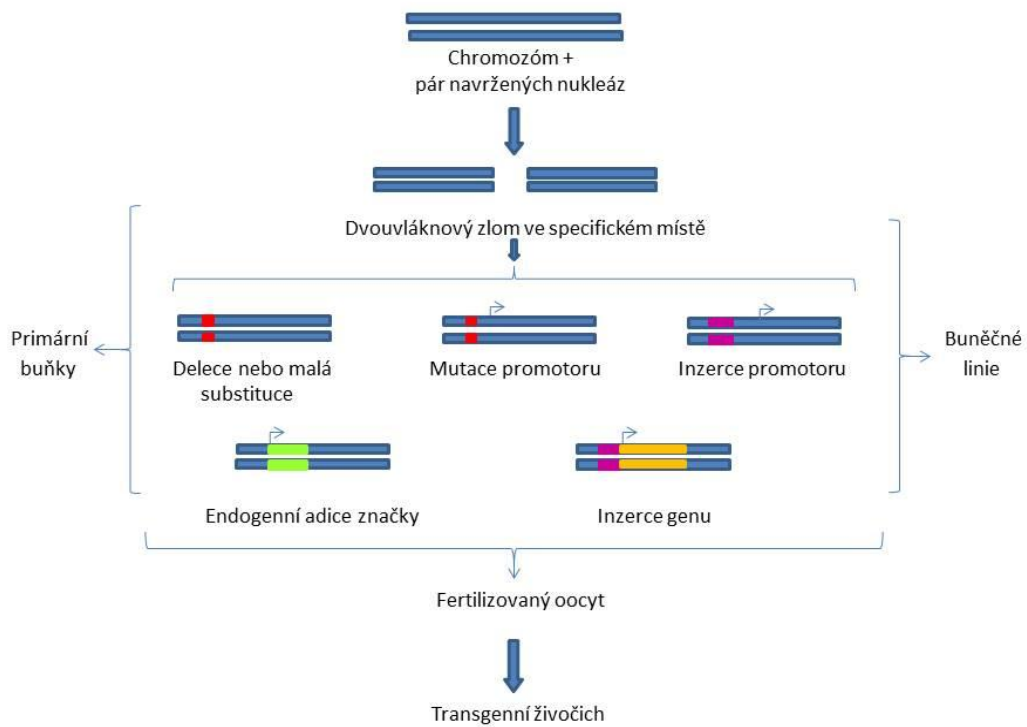 Chromozóm +
pár navržených nukleáz
Dvouvláknový zlom ve specifickém místě
Primární
buňky
Delece nebo malá
substituce
Mutace promotoru
Inzerce promotoru
Buněčné
linie
Endogenní adice značky
Inzerce genu
Fertilizovaný oocyt
Transgenní živočich